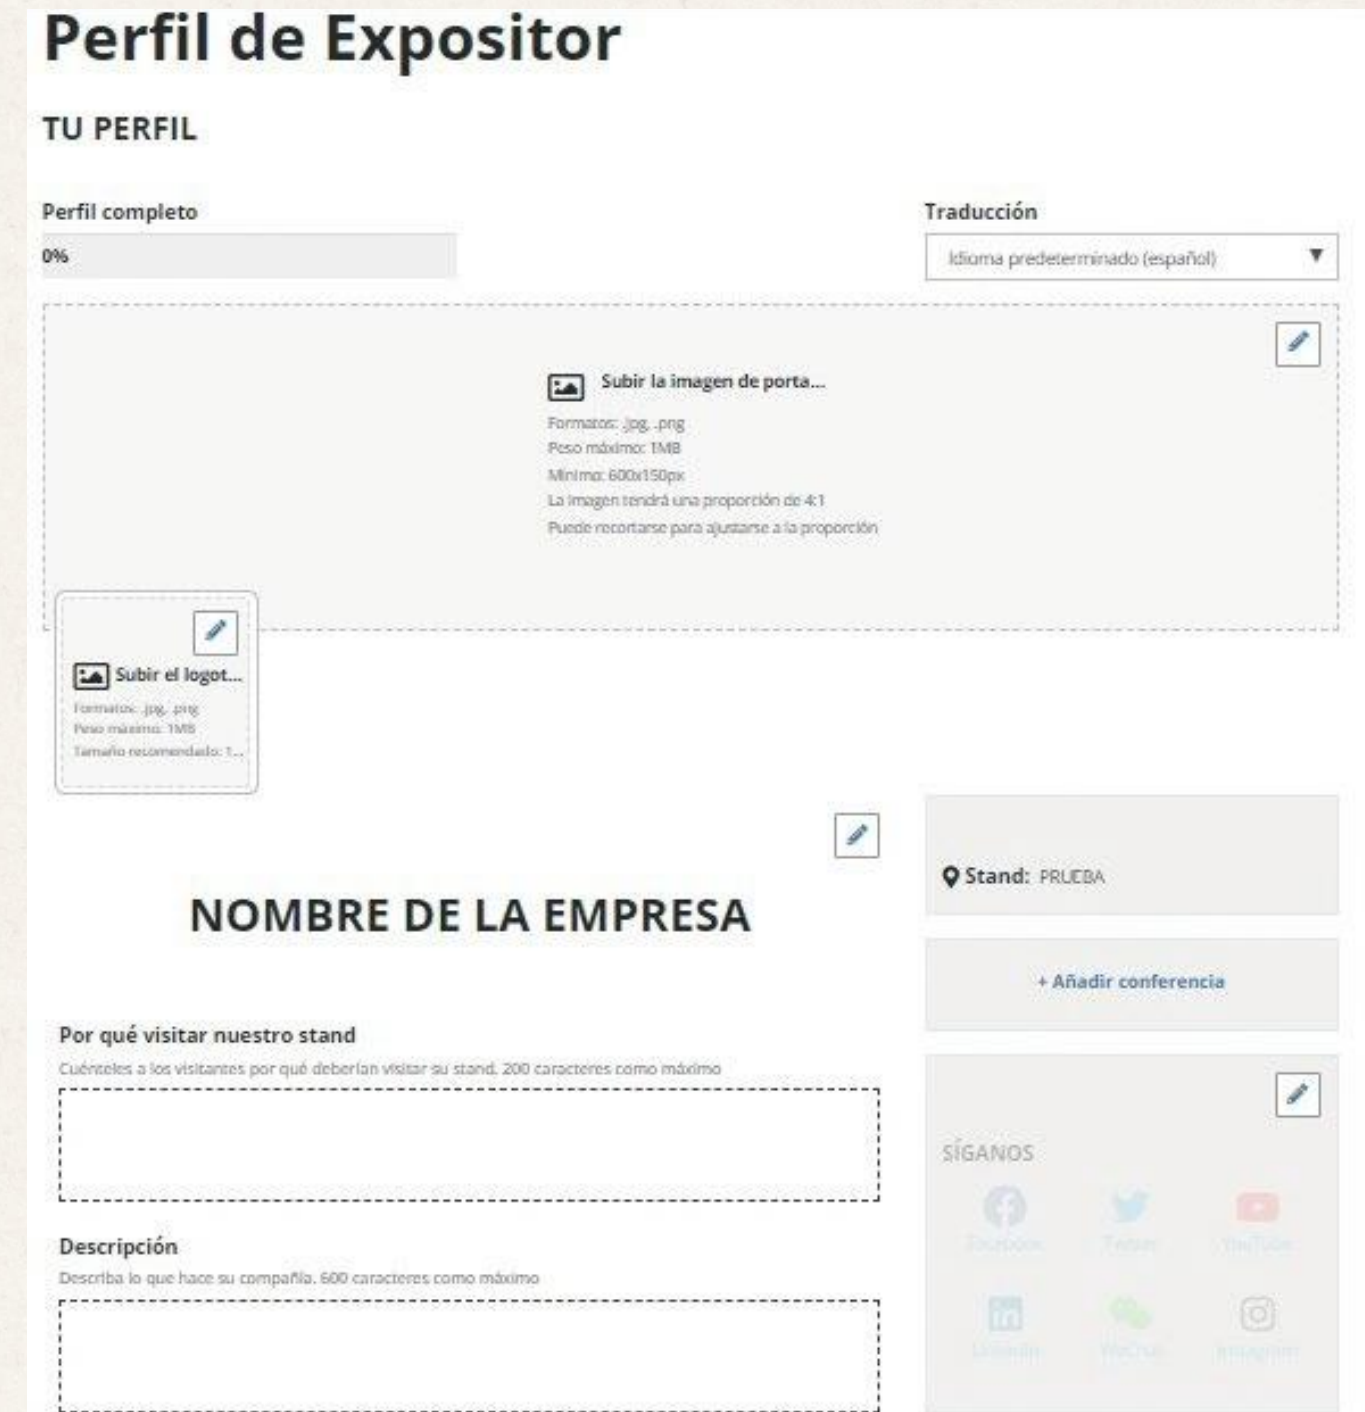 Perfil de Expositor
TU PERFIL
Perfil completo
0%
Traducción
Idioma predeterminado (español)
Subir la imagen de porta...
Formatos: .jpg, .png
Peso máximo: 1MB
Mínimo: 600x150px
La imagen tendrá una proporción de 4:1
Puede recortarse para ajustarse a la proporción
Subir el logot...
Formatos: .jpg, .png
Peso máximo: 1MB
Tamaño recomendado: 1...
NOMBRE DE LA EMPRESA
Stand: PRUEBA
+ Añadir conferencia
Por qué visitar nuestro stand
Cuénteles a los visitantes por qué deberían visitar su stand. 200 caracteres como máximo
Descripción
Describa lo que hace su compañía. 600 caracteres como máximo
SÍGANOS
Facebook Twitter YouTube
LinkedIn WeChat Instagram